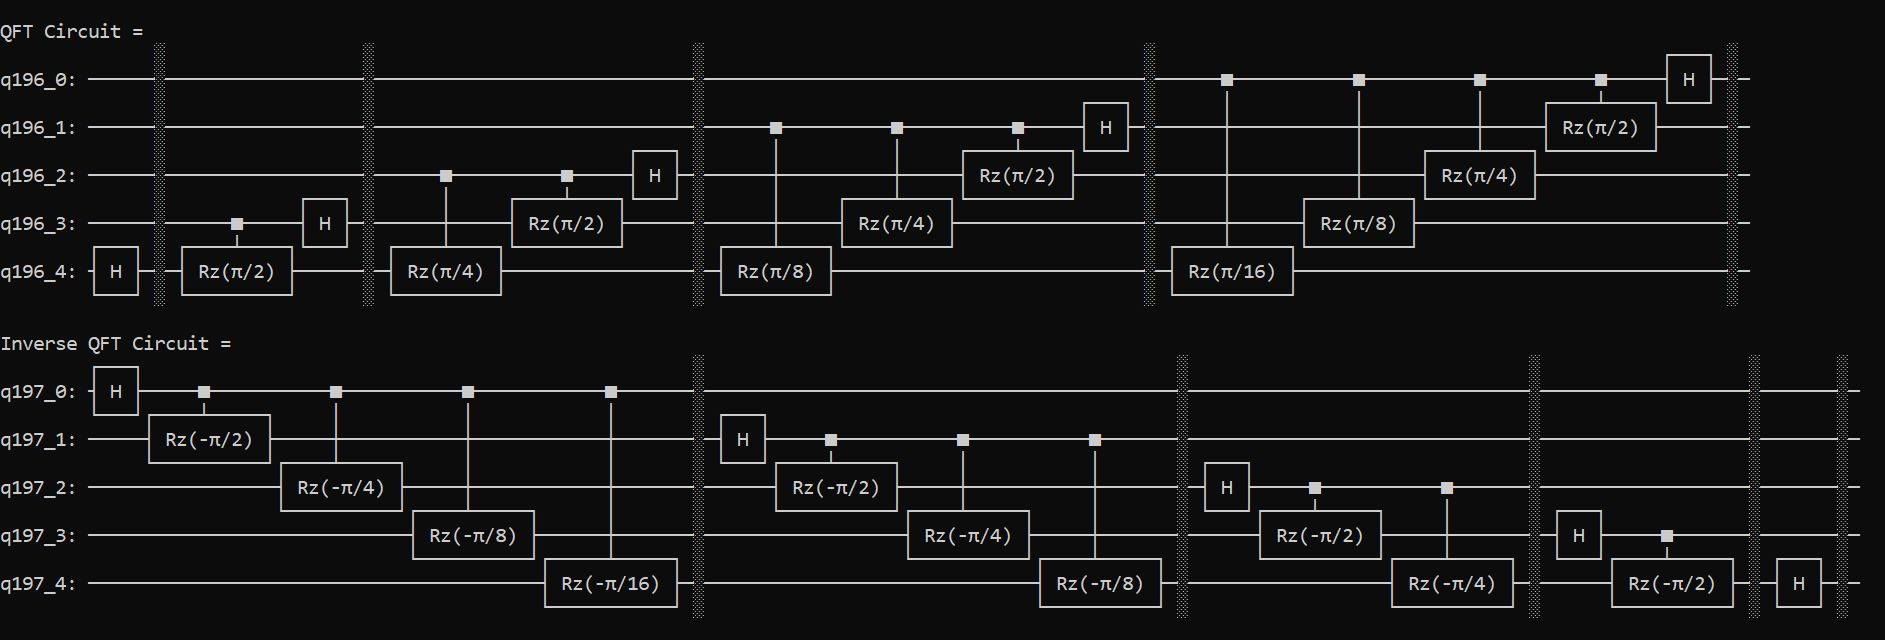 QFT Circuit =
q196_0: H
q196_1: H Rz(π/2)
q196_2: H Rz(π/2) Rz(π/4)
q196_3: H Rz(π/2) Rz(π/4) Rz(π/8)
q196_4: H Rz(π/2) Rz(π/4) Rz(π/8) Rz(π/16)
Inverse QFT Circuit =
q197_0: H
q197_1: Rz(-π/2) H
q197_2: Rz(-π/4) Rz(-π/2) H
q197_3: Rz(-π/8) Rz(-π/4) Rz(-π/2) H
q197_4: Rz(-π/16) Rz(-π/8) Rz(-π/4) Rz(-π/2) H